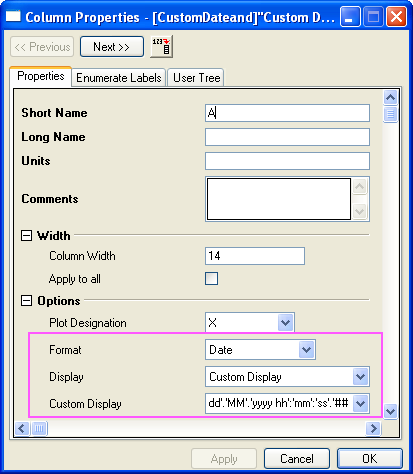 Column Properties - [CustomDateand]"Custom D...
<< Previous
Next >>
123
Properties
Enumerate Labels
User Tree
Short Name A
Long Name
Units
Comments
Width
Column Width 14
Apply to all
Options
Plot Designation X
Format Date
Display Custom Display
Custom Display dd'.'MM'.'yyyy hh':'mm':'ss'.'##
Apply
Cancel
OK